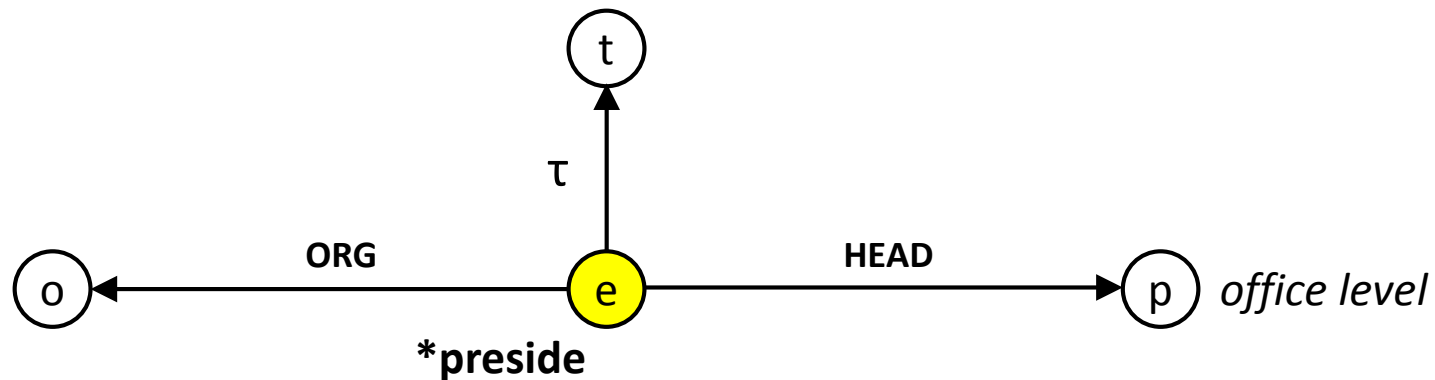 t
τ
ORG
HEAD
o
e
p
office level
*preside